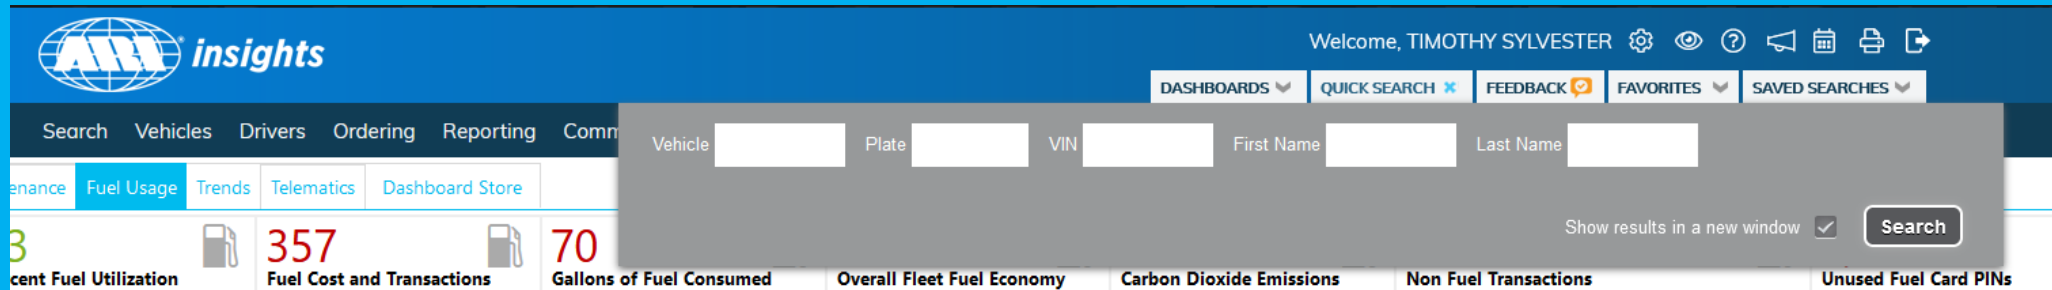 ARI insights
Welcome, TIMOTHY SYLVESTER
DASHBOARDS QUICK SEARCH FEEDBACK FAVORITES SAVED SEARCHES
Search Vehicles Drivers Ordering Reporting Comm
Vehicle Plate VIN First Name Last Name
enance Fuel Usage Trends Telematics Dashboard Store
Show results in a new window Search
3 357 70
cent Fuel Utilization Fuel Cost and Transactions Gallons of Fuel Consumed Overall Fleet Fuel Economy Carbon Dioxide Emissions Non Fuel Transactions Unused Fuel Card PINs